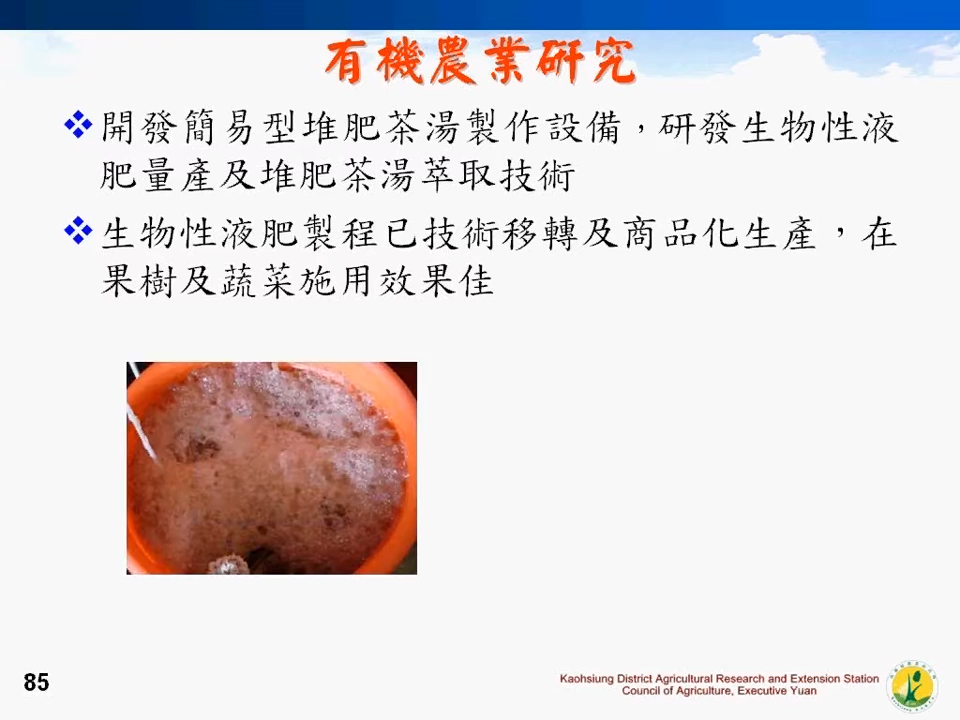 有機農業研究
開發簡易型堆肥茶湯製作設備，研發生物性液
肥量產及堆肥茶湯萃取技術
生物性液肥製程已技術移轉及商品化生產，在
果樹及蔬菜施用效果佳
85
Kaohsiung District Agricultural Research and Extension Station
Council of Agriculture, Executive Yuan